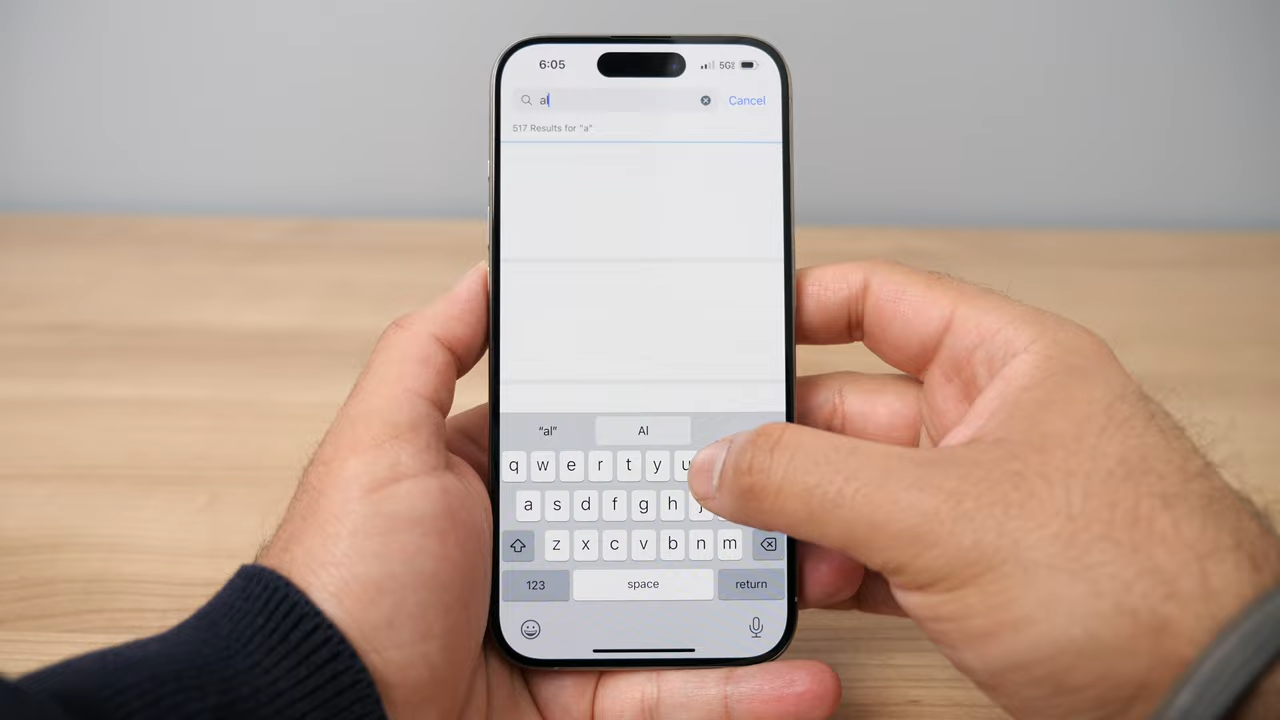 6:05 5G
al Cancel
517 Results for "a"
“al” Al
q w e r t y u
a s d f g h j
z x c v b n m
123 space return